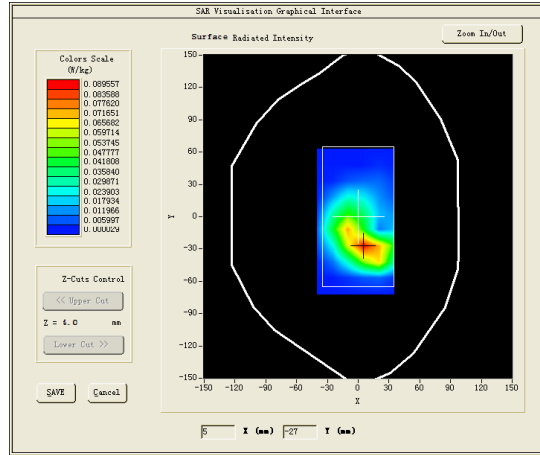 SAR Visualisation Graphical Interface
Surface Radiated Intensity
Zoom In/Out
Colors Scale
(W/kg)
0.089557
0.083588
0.077620
0.071651
0.065682
0.059714
0.053745
0.047777
0.041808
0.035840
0.029871
0.023903
0.017934
0.011966
0.005997
0.000029
150
120
90
60
30
0
-30
-60
-90
-120
-150
Y
-150 -120 -90 -60 -30 0 30 60 90 120 150
X
Z-Cuts Control
<< Upper Cut
Z = 4.0 mm
Lower Cut >>
SAVE Cancel
5 X (mm) -27 Y (mm)